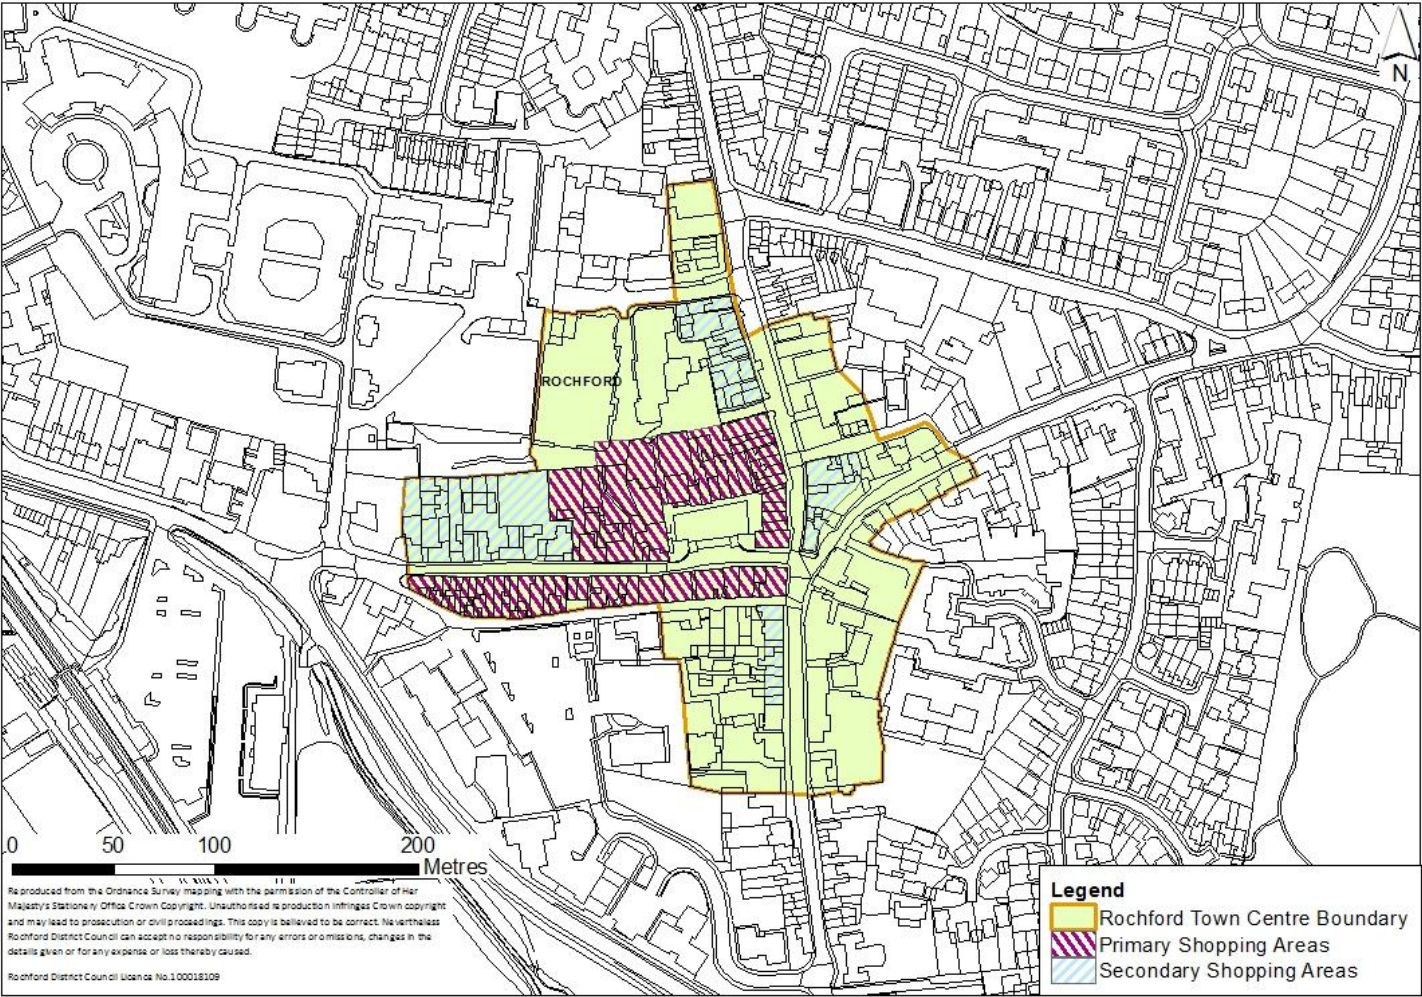 N
ROCHFORD
0 50 100 200
Metres
Reproduced from the Ordnance Survey mapping with the permission of the Controller of Her
Majesty's Stationery Office Crown Copyright. Unauthorised reproduction infringes Crown copyright
and may lead to prosecution or civil proceedings. This copy is believed to be correct. Nevertheless
Rochford District Council can accept no responsibility for any errors or omissions, changes in the
details given or for any expense or loss thereby caused.
Rochford District Council Licence No.100018109
Legend
Rochford Town Centre Boundary
Primary Shopping Areas
Secondary Shopping Areas